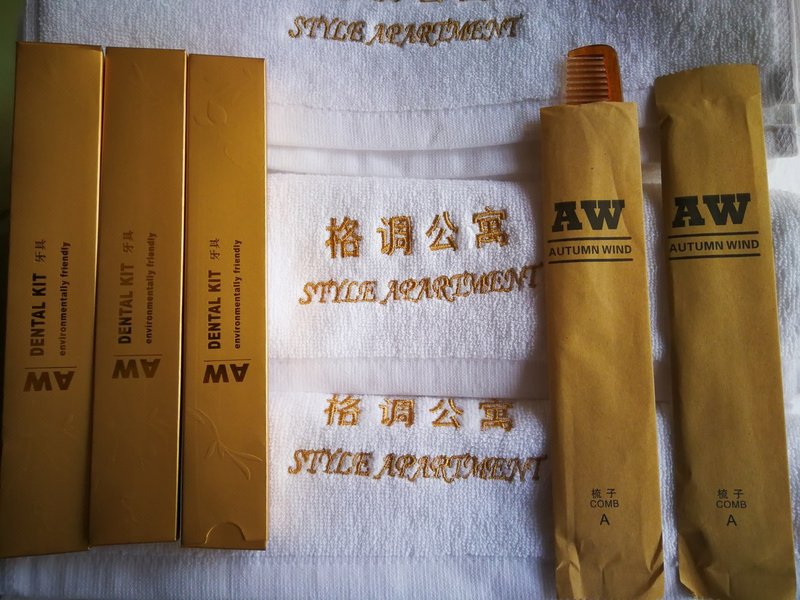 STYLE APARTMENT
格调公寓
STYLE APARTMENT
格调公寓
STYLE APARTMENT
DENTAL KIT 牙具
environmentally friendly
AW
DENTAL KIT 牙具
environmentally friendly
AW
DENTAL KIT 牙具
environmentally friendly
AW
AW
AUTUMN WIND
梳子
COMB
A
AW
AUTUMN WIND
梳子
COMB
A